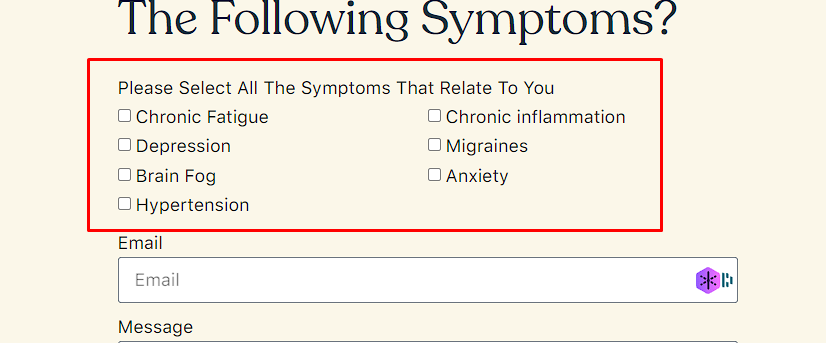 The Following Symptoms?
Please Select All The Symptoms That Relate To You
Chronic Fatigue Chronic inflammation
Depression Migraines
Brain Fog Anxiety
Hypertension
Email
Email
Message